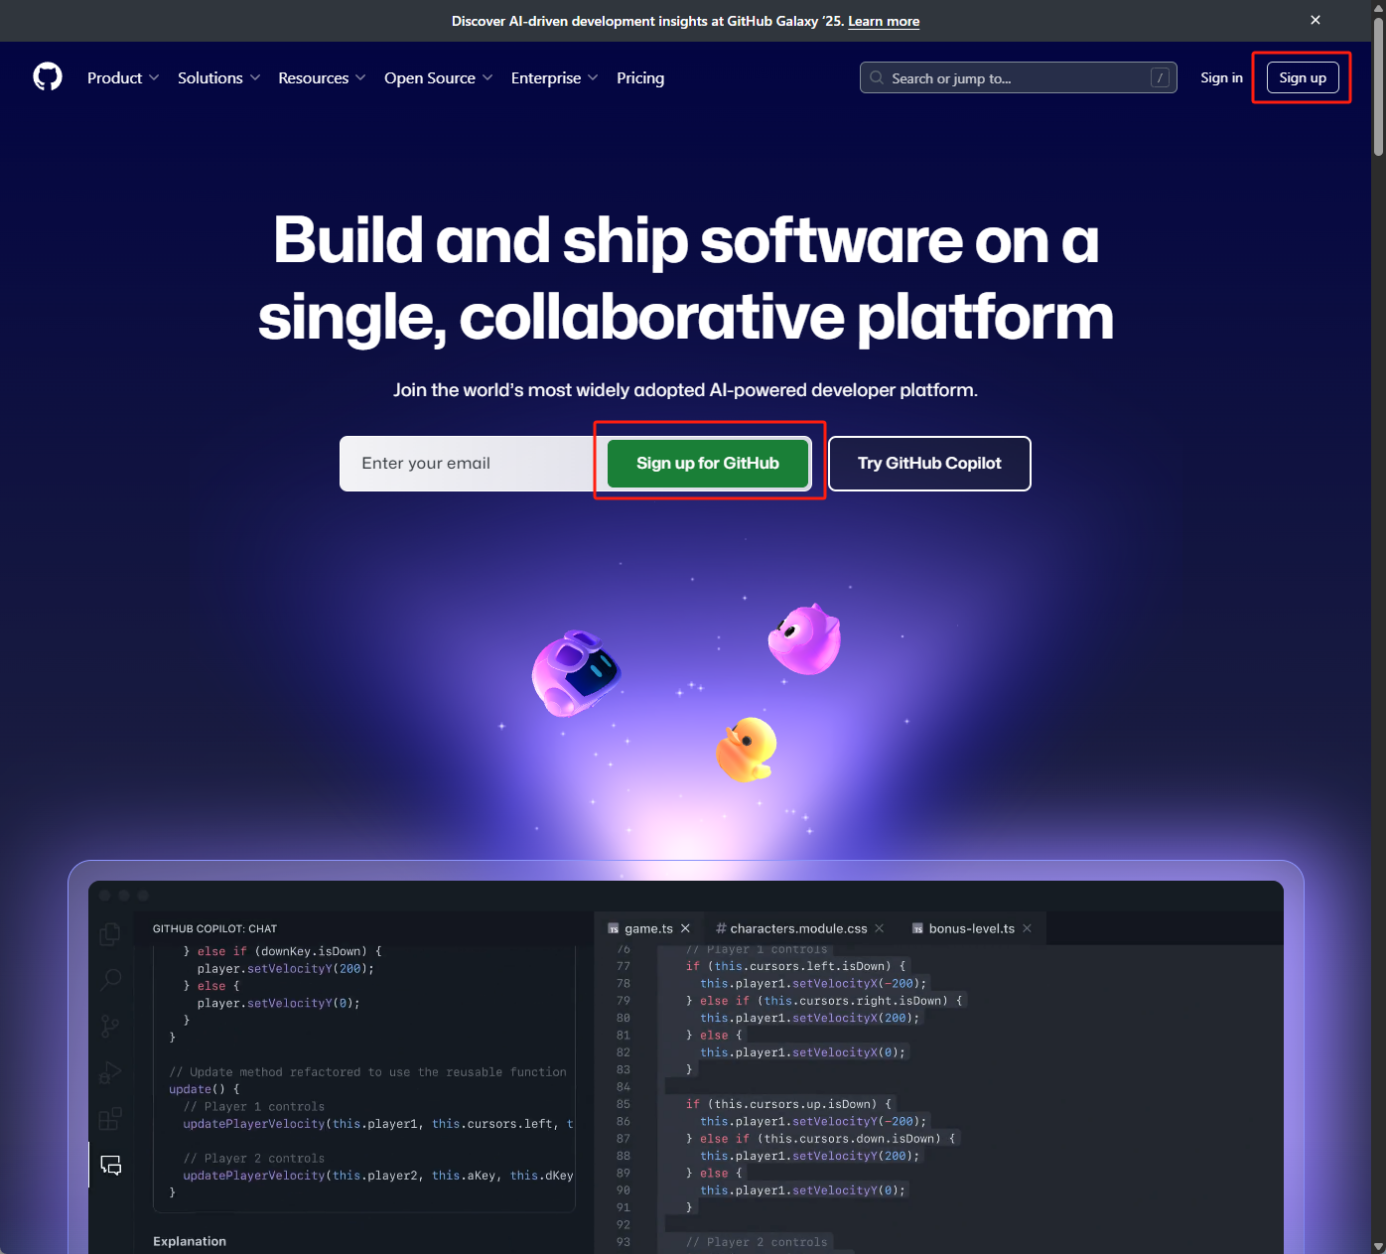 Discover AI-driven development insights at GitHub Galaxy '25. Learn more
Product Solutions Resources Open Source Enterprise Pricing Search or jump to... / Sign in Sign up
Build and ship software on a
single, collaborative platform
Join the world's most widely adopted AI-powered developer platform.
Enter your email Sign up for GitHub Try GitHub Copilot
GITHUB COPILOT: CHAT
} else if (downKey.isDown) {
player.setVelocityY(200);
} else {
player.setVelocityY(0);
}
}
// Update method refactored to use the reusable function
update() {
// Player 1 controls
updatePlayerVelocity(this.player1, this.cursors.left, t
// Player 2 controls
updatePlayerVelocity(this.player2, this.aKey, this.dKey
}
Explanation
TS game.ts # characters.module.css TS bonus-level.ts
76 // Player 1 controls
77 if (this.cursors.left.isDown) {
78 this.player1.setVelocityX(-200);
79 } else if (this.cursors.right.isDown) {
80 this.player1.setVelocityX(200);
81 } else {
82 this.player1.setVelocityX(0);
83 }
84
85 if (this.cursors.up.isDown) {
86 this.player1.setVelocityY(-200);
87 } else if (this.cursors.down.isDown) {
88 this.player1.setVelocityY(200);
89 } else {
90 this.player1.setVelocityY(0);
91 }
92
93 // Player 2 controls